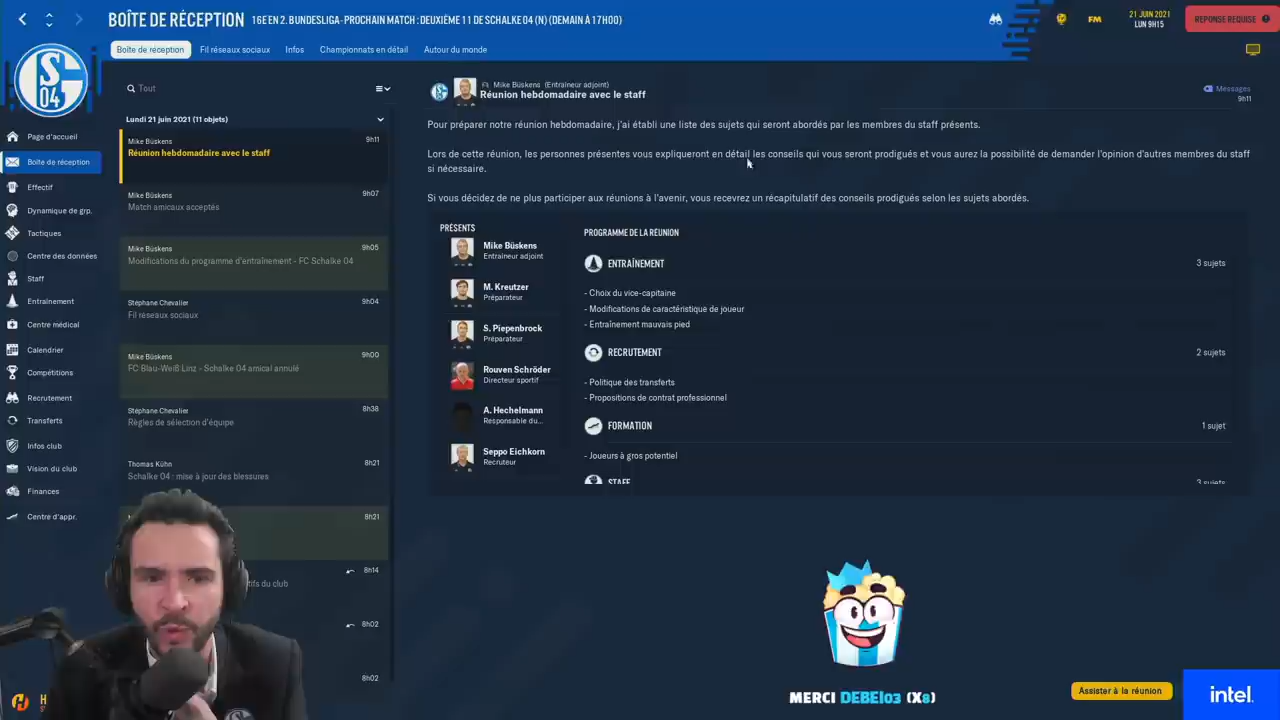 BOÎTE DE RÉCEPTION
16E EN 2. BUNDESLIGA- PROCHAIN MATCH : DEUXIÈME 11 DE SCHALKE 04 (N) (DEMAIN À 17H00)
FM
21 JUIN 2021
LUN 9H15
REPONSE REQUISE
Boîte de réception
Fil réseaux sociaux
Infos
Championnats en détail
Autour du monde
S
04
Page d'accueil
Boîte de réception
Effectif
Dynamique de grp.
Tactiques
Centre des données
Staff
Entraînement
Centre médical
Calendrier
Compétitions
Recrutement
Transferts
Infos club
Vision du club
Finances
Centre d'appr.
Tout
Lundi 21 juin 2021 (11 objets)
Mike Büskens 9h11
Réunion hebdomadaire avec le staff
Mike Büskens 9h07
Match amicaux acceptés
Mike Büskens 9h05
Modifications du programme d'entraînement - FC Schalke 04
Stéphane Chevalier 9h04
Fil réseaux sociaux
Mike Büskens 9h00
FC Blau-Weiß Linz - Schalke 04 amical annulé
Stéphane Chevalier 8h38
Règles de sélection d'équipe
Thomas Kühn 8h21
Schalke 04 : mise à jour des blessures
8h21
8h14
du club
8h02
8h02
Mike Büskens (Entraîneur adjoint)
Réunion hebdomadaire avec le staff
Messages
9h11
Pour préparer notre réunion hebdomadaire, j'ai établi une liste des sujets qui seront abordés par les membres du staff présents.
Lors de cette réunion, les personnes présentes vous expliqueront en détail les conseils qui vous seront prodigués et vous aurez la possibilité de demander l'opinion d'autres membres du staff
si nécessaire.
Si vous décidez de ne plus participer aux réunions à l'avenir, vous recevrez un récapitulatif des conseils prodigués selon les sujets abordés.
PRÉSENTS
Mike Büskens
Entraîneur adjoint
M. Kreutzer
Préparateur
S. Piepenbrock
Préparateur
Rouven Schröder
Directeur sportif
A. Hechelmann
Responsable du...
Seppo Eichkorn
Recruteur
PROGRAMME DE LA RÉUNION
ENTRAÎNEMENT 3 sujets
- Choix du vice-capitaine
- Modifications de caractéristique de joueur
- Entraînement mauvais pied
RECRUTEMENT 2 sujets
- Politique des transferts
- Propositions de contrat professionnel
FORMATION 1 sujet
- Joueurs à gros potentiel
STAFF 3 sujets
MERCI DEBEI03 (X8)
Assister à la réunion
intel.